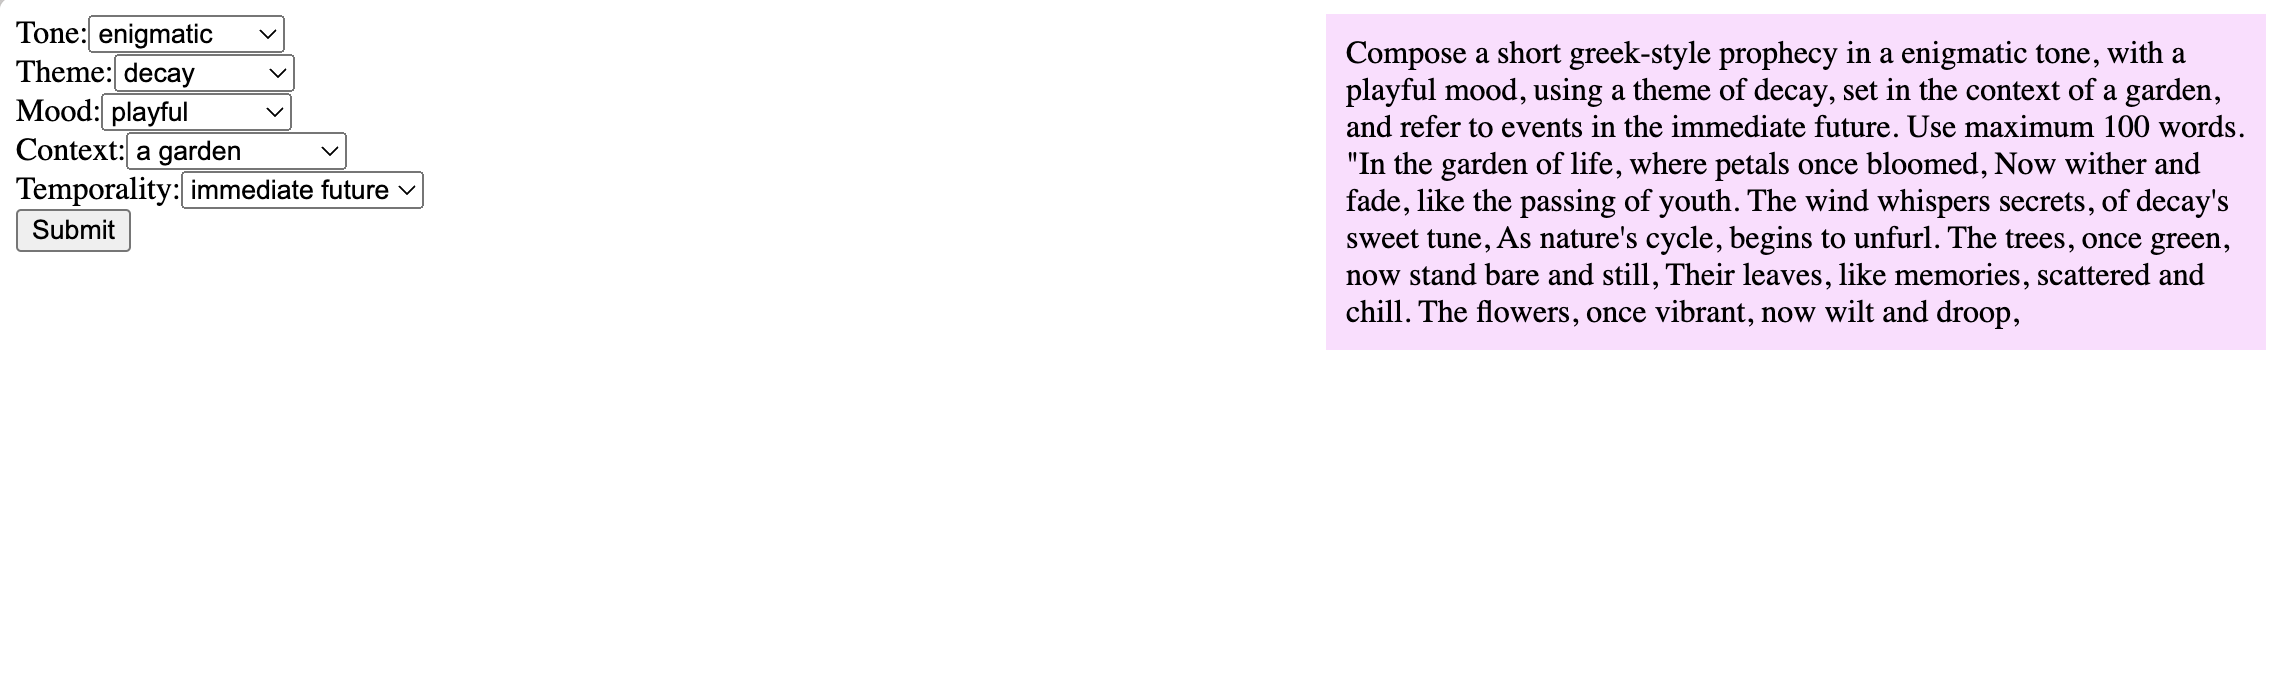 Tone: enigmatic
Theme: decay
Mood: playful
Context: a garden
Temporality: immediate future
Submit
Compose a short greek-style prophecy in a enigmatic tone, with a
playful mood, using a theme of decay, set in the context of a garden,
and refer to events in the immediate future. Use maximum 100 words.
"In the garden of life, where petals once bloomed, Now wither and
fade, like the passing of youth. The wind whispers secrets, of decay's
sweet tune, As nature's cycle, begins to unfurl. The trees, once green,
now stand bare and still, Their leaves, like memories, scattered and
chill. The flowers, once vibrant, now wilt and droop,